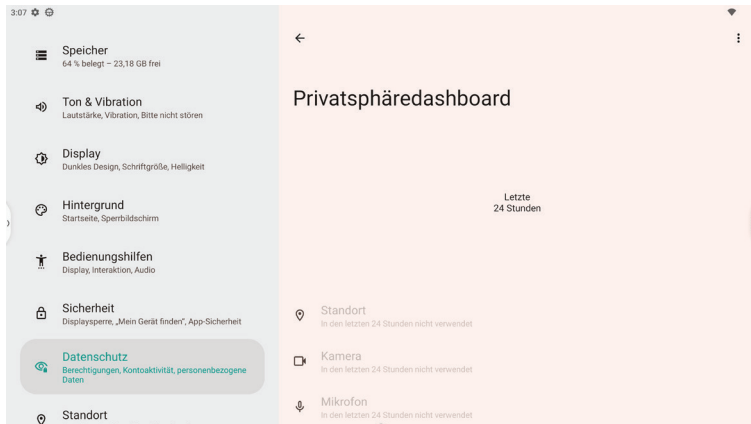 3:07
Speicher
64 % belegt – 23,18 GB frei
Ton & Vibration
Lautstärke, Vibration, Bitte nicht stören
Display
Dunkles Design, Schriftgröße, Helligkeit
Hintergrund
Startseite, Sperrbildschirm
Bedienungshilfen
Display, Interaktion, Audio
Sicherheit
Displaysperre, „Mein Gerät finden", App-Sicherheit
Datenschutz
Berechtigungen, Kontoaktivität, personenbezogene
Daten
Standort
Privatsphäredashboard
Letzte
24 Stunden
Standort
In den letzten 24 Stunden nicht verwendet
Kamera
In den letzten 24 Stunden nicht verwendet
Mikrofon
In den letzten 24 Stunden nicht verwendet